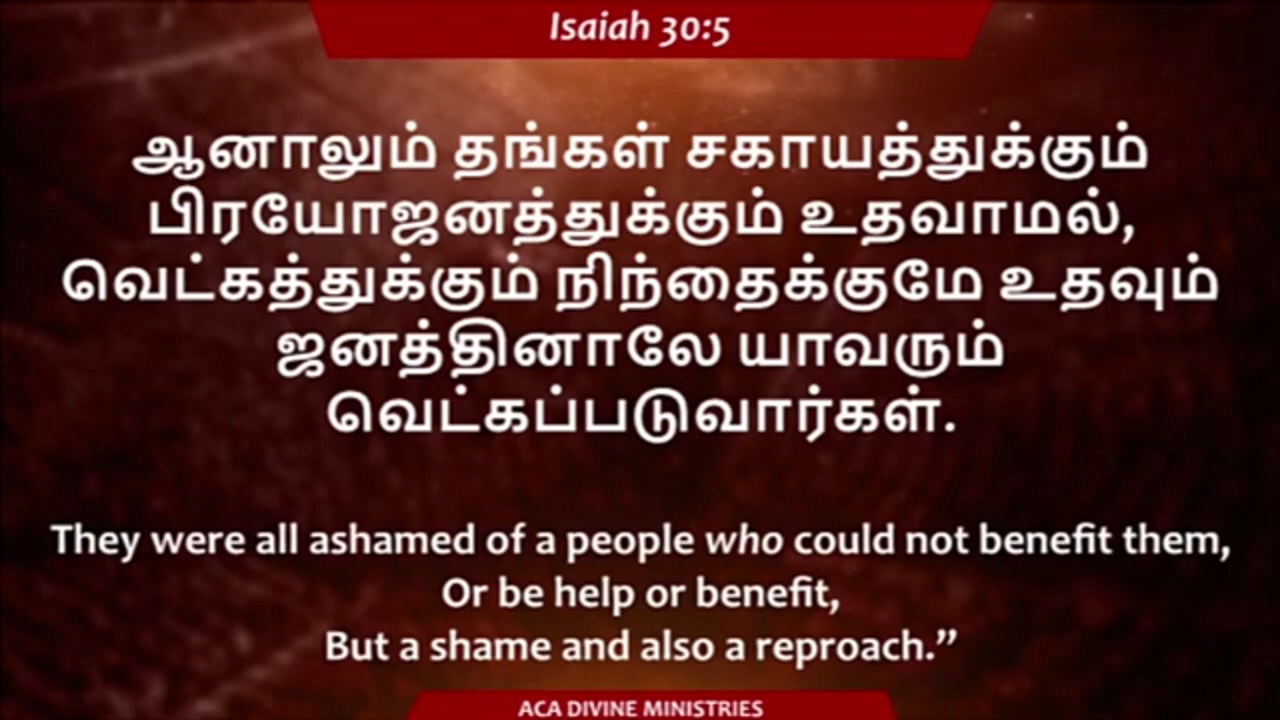 Isaiah 30:5
ஆனாலும் தங்கள் சகாயத்துக்கும்
பிரயோஜனத்துக்கும் உதவாமல்,
வெட்கத்துக்கும் நிந்தைக்குமே உதவும்
ஜனத்தினாலே யாவரும்
வெட்கப்படுவார்கள்.
They were all ashamed of a people who could not benefit them,
Or be help or benefit,
But a shame and also a reproach.”
ACA DIVINE MINISTRIES